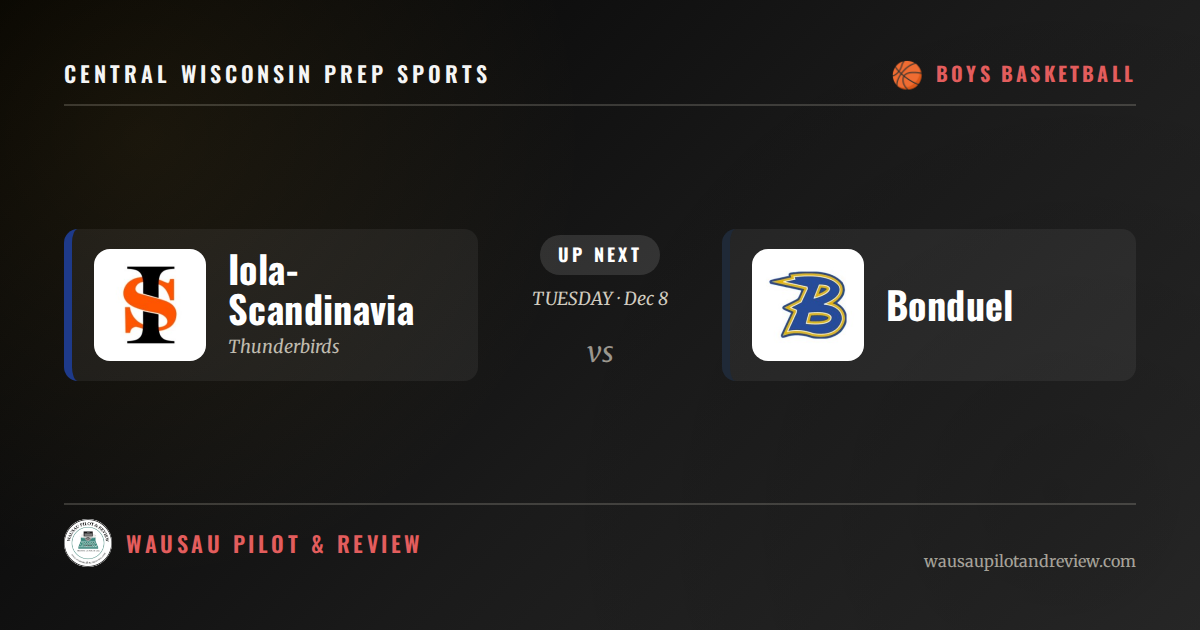 CENTRAL WISCONSIN PREP SPORTS
BOYS BASKETBALL
Iola-
Scandinavia
Thunderbirds
UP NEXT
TUESDAY · Dec 8
vs
Bonduel
WAUSAU PILOT & REVIEW
wausaupilotandreview.com